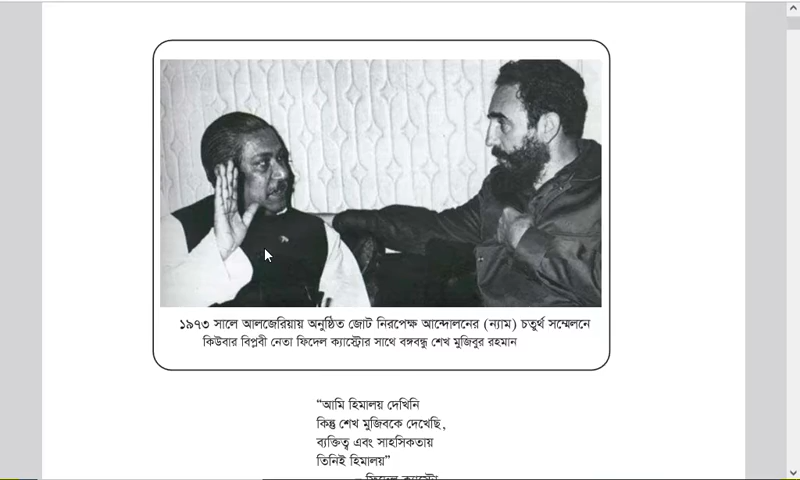 ১৯৭৩ সালে আলজেরিয়ায় অনুষ্ঠিত জোট নিরপেক্ষ আন্দোলনের (ন্যাম) চতুর্থ সম্মেলনে
কিউবার বিপ্লবী নেতা ফিদেল ক্যাস্ট্রোর সাথে বঙ্গবন্ধু শেখ মুজিবুর রহমান
“আমি হিমালয় দেখিনি
কিন্তু শেখ মুজিবকে দেখেছি,
ব্যক্তিত্ব এবং সাহসিকতায়
তিনিই হিমালয়”
– ফিদেল ক্যাস্ট্রো